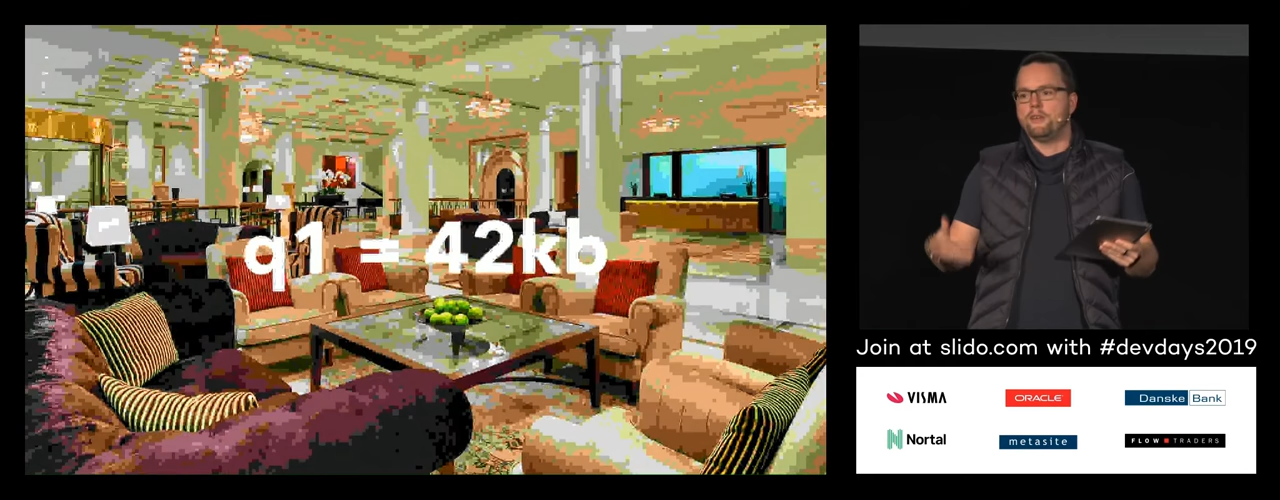 q1 = 42kb
Join at slido.com with #devdays2019
VISMA
ORACLE
Danske Bank
Nortal
metasite
FLOW TRADERS